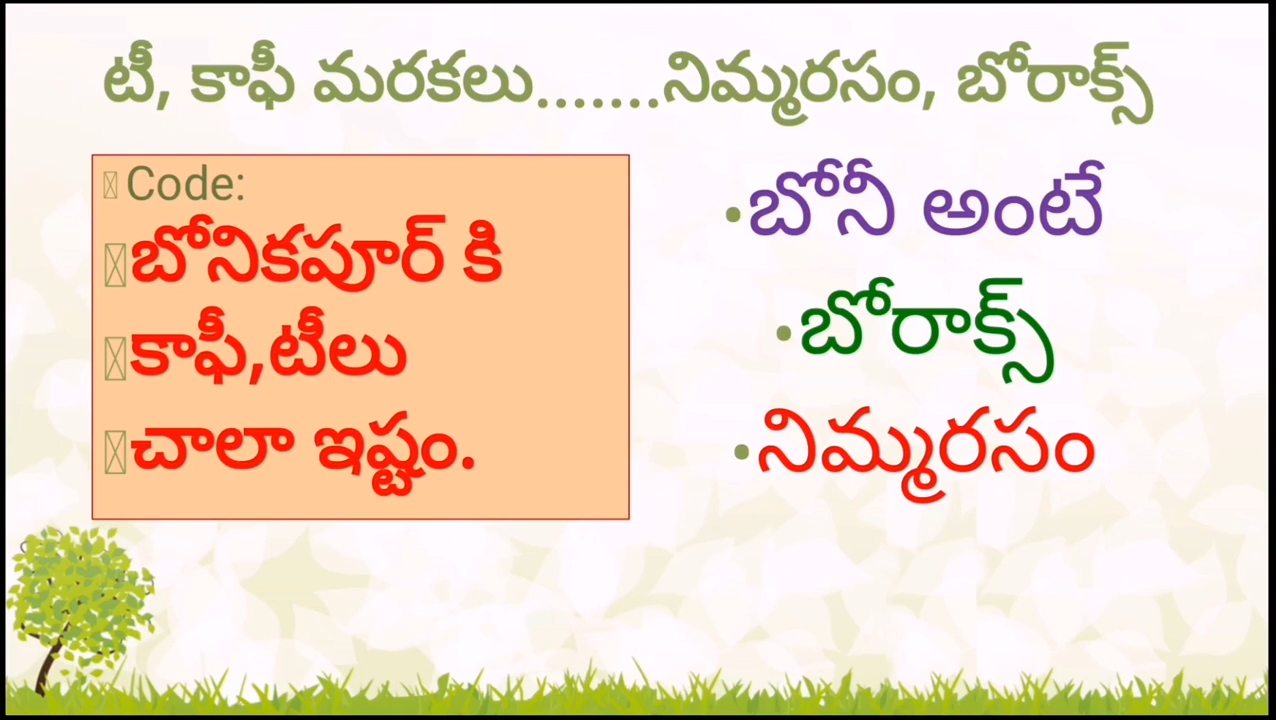 టీ, కాఫీ మరకలు.......నిమ్మరసం, బోరాక్స్
Code:
బోనికపూర్ కి
కాఫీ,టీలు
చాలా ఇష్టం.
•బోనీ అంటే
•బోరాక్స్
•నిమ్మరసం